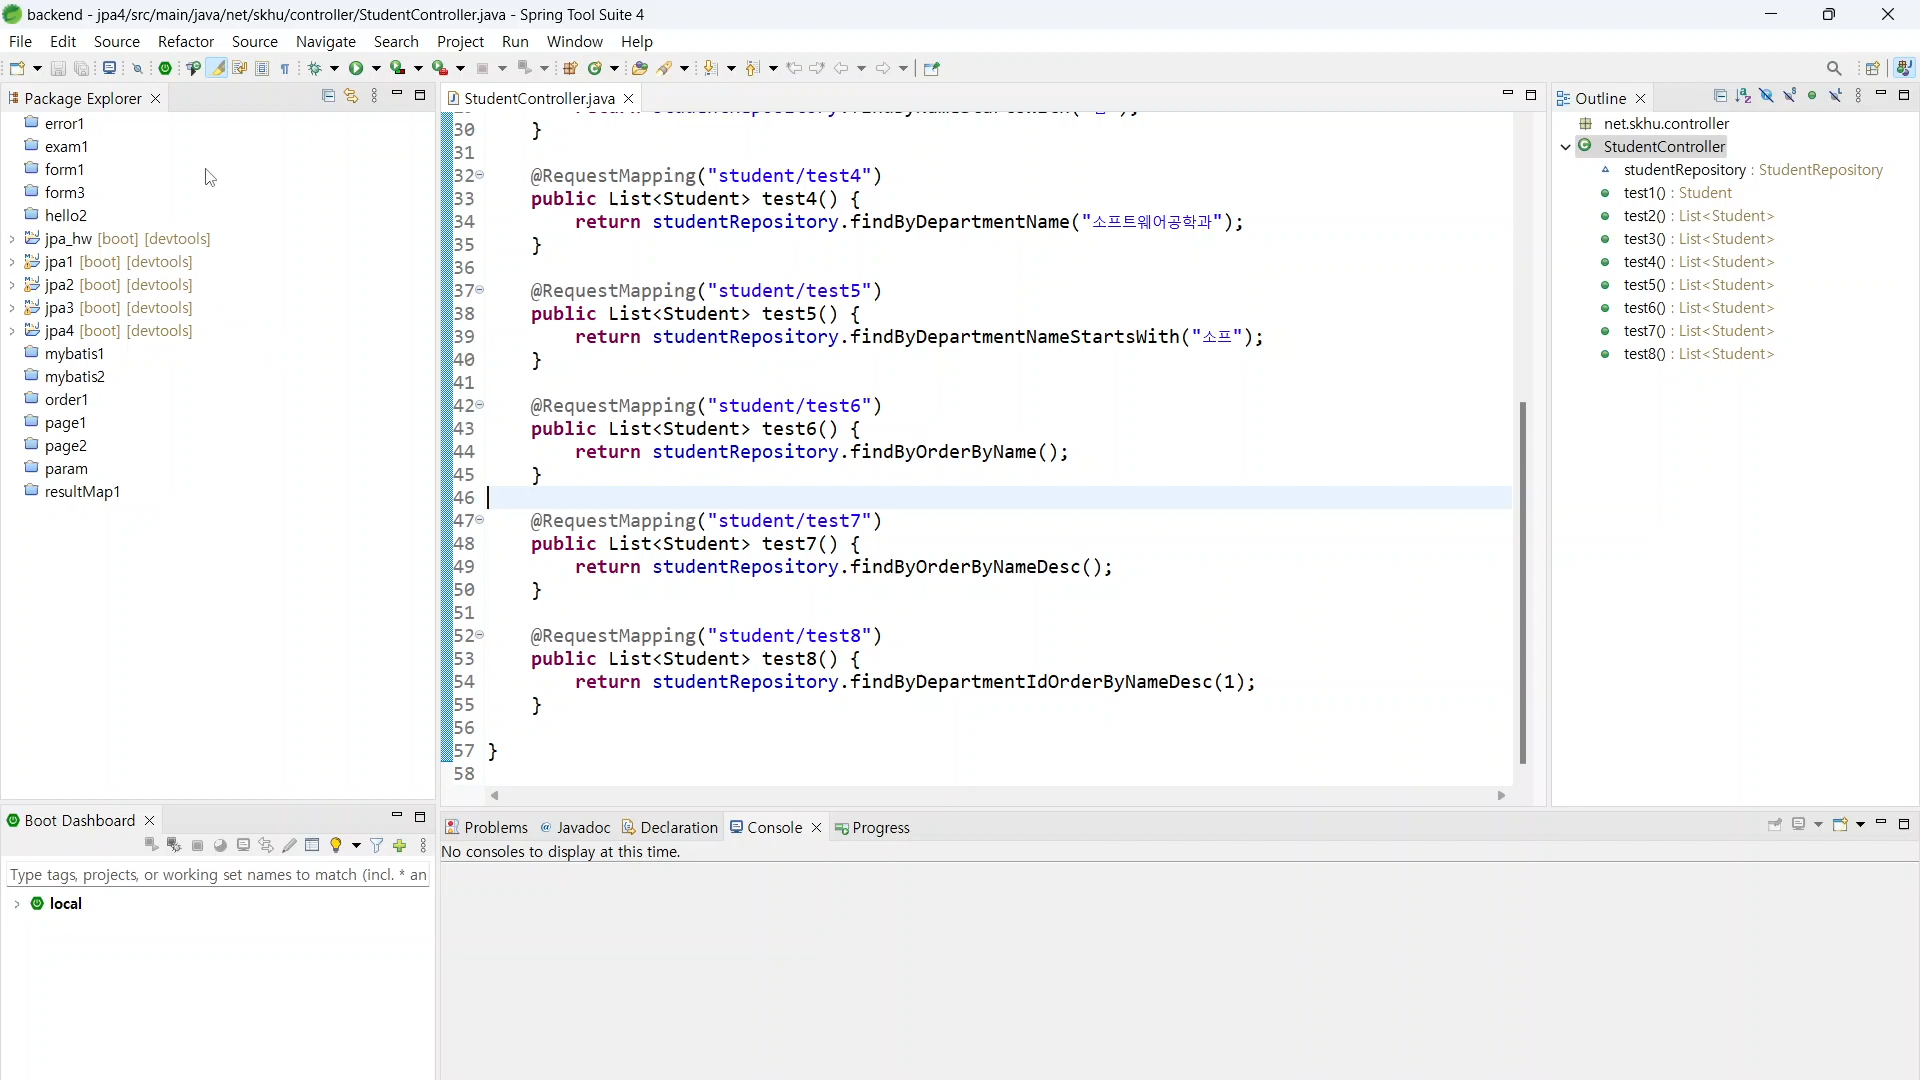 backend - jpa4/src/main/java/net/skhu/controller/StudentController.java - Spring Tool Suite 4
File Edit Source Refactor Source Navigate Search Project Run Window Help
Package Explorer
error1
exam1
form1
form3
hello2
jpa_hw [boot] [devtools]
jpa1 [boot] [devtools]
jpa2 [boot] [devtools]
jpa3 [boot] [devtools]
jpa4 [boot] [devtools]
mybatis1
mybatis2
order1
page1
page2
param
resultMap1
StudentController.java
30 }
31
32 @RequestMapping("student/test4")
33 public List<Student> test4() {
34 return studentRepository.findByDepartmentName("소프트웨어공학과");
35 }
36
37 @RequestMapping("student/test5")
38 public List<Student> test5() {
39 return studentRepository.findByDepartmentNameStartsWith("소프");
40 }
41
42 @RequestMapping("student/test6")
43 public List<Student> test6() {
44 return studentRepository.findByOrderByName();
45 }
46
47 @RequestMapping("student/test7")
48 public List<Student> test7() {
49 return studentRepository.findByOrderByNameDesc();
50 }
51
52 @RequestMapping("student/test8")
53 public List<Student> test8() {
54 return studentRepository.findByDepartmentIdOrderByNameDesc(1);
55 }
56
57 }
58
Outline
net.skhu.controller
StudentController
studentRepository : StudentRepository
test1() : Student
test2() : List<Student>
test3() : List<Student>
test4() : List<Student>
test5() : List<Student>
test6() : List<Student>
test7() : List<Student>
test8() : List<Student>
Boot Dashboard
Type tags, projects, or working set names to match (incl. * an
local
Problems Javadoc Declaration Console Progress
No consoles to display at this time.